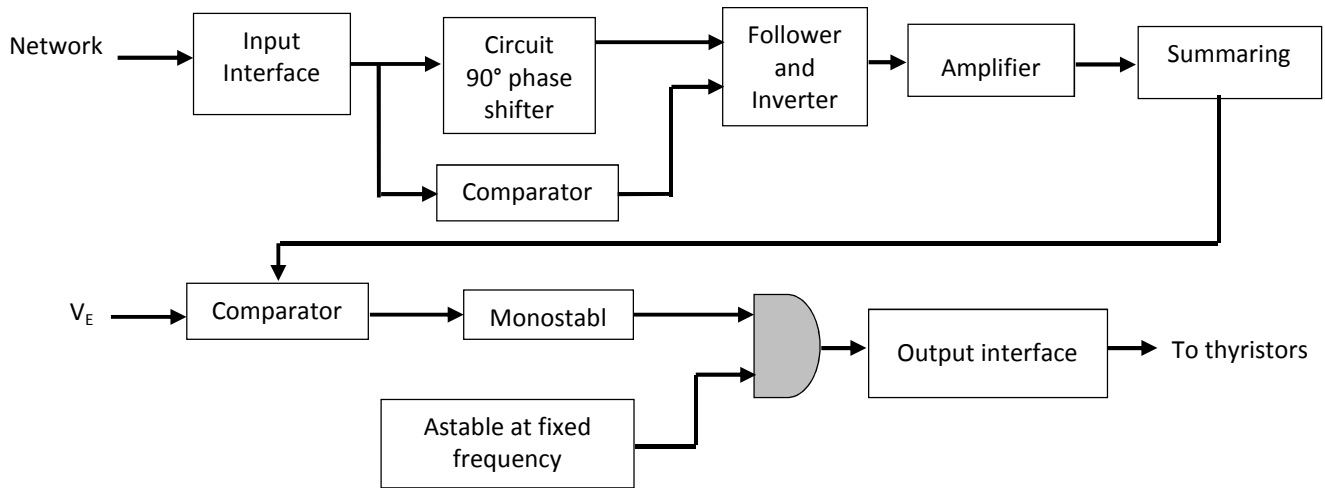 Network
Input
Interface
Circuit
90° phase
shifter
Comparator
Follower
and
Inverter
Amplifier
Summaring
V_E
Comparator
Monostabl
Astable at fixed
frequency
Output interface
To thyristors